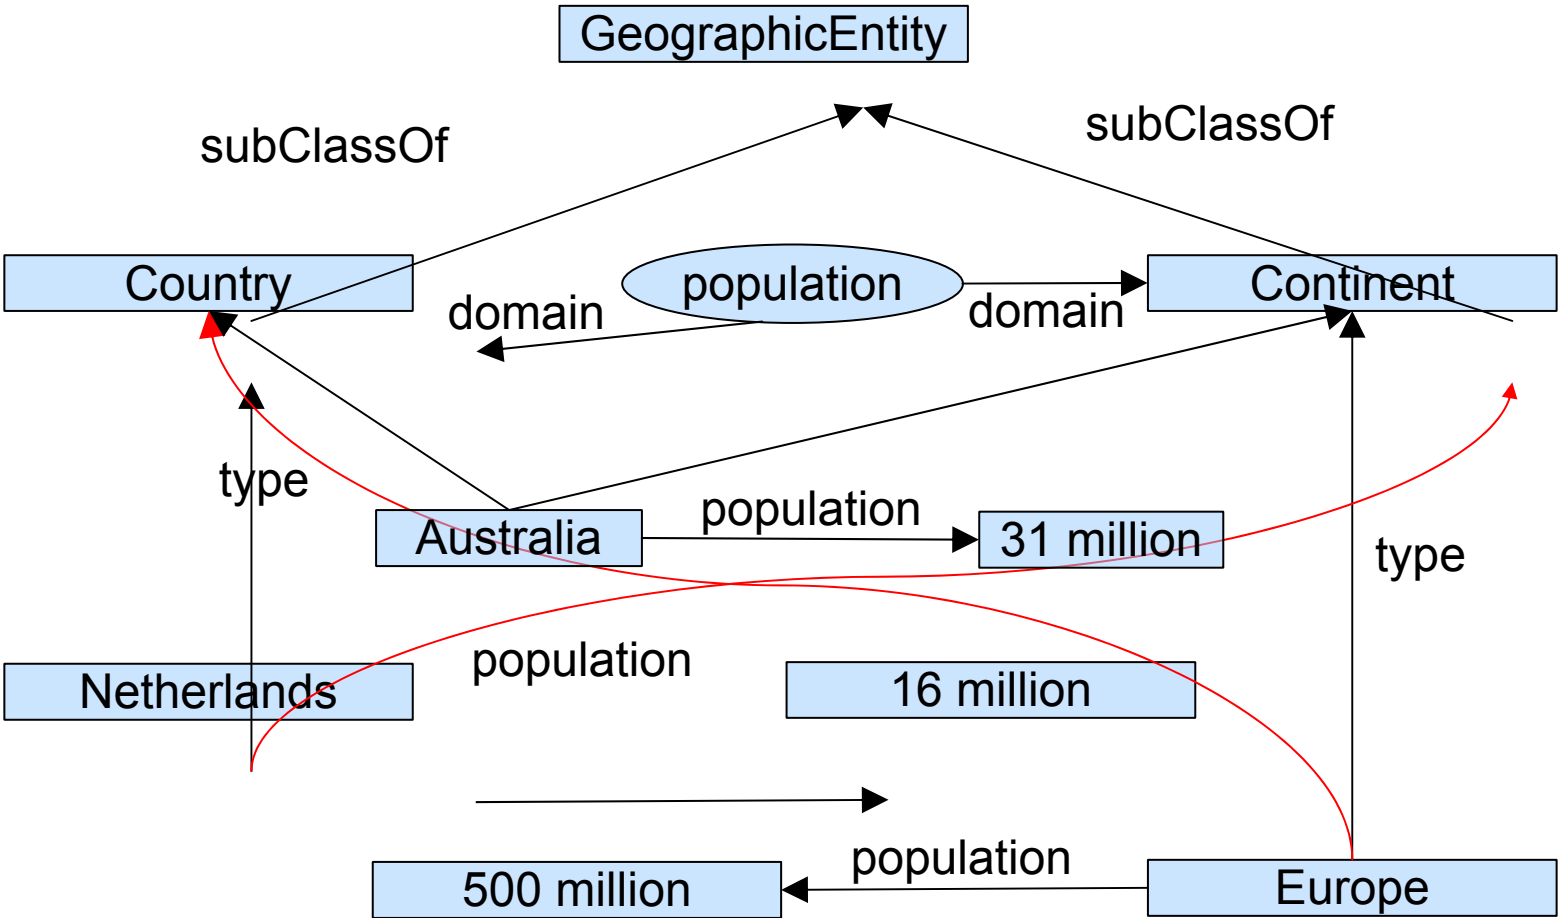 GeographicEntity
subClassOf
subClassOf
Country
population
Continent
domain
domain
type
Australia
population
31 million
type
Netherlands
population
16 million
500 million
population
Europe